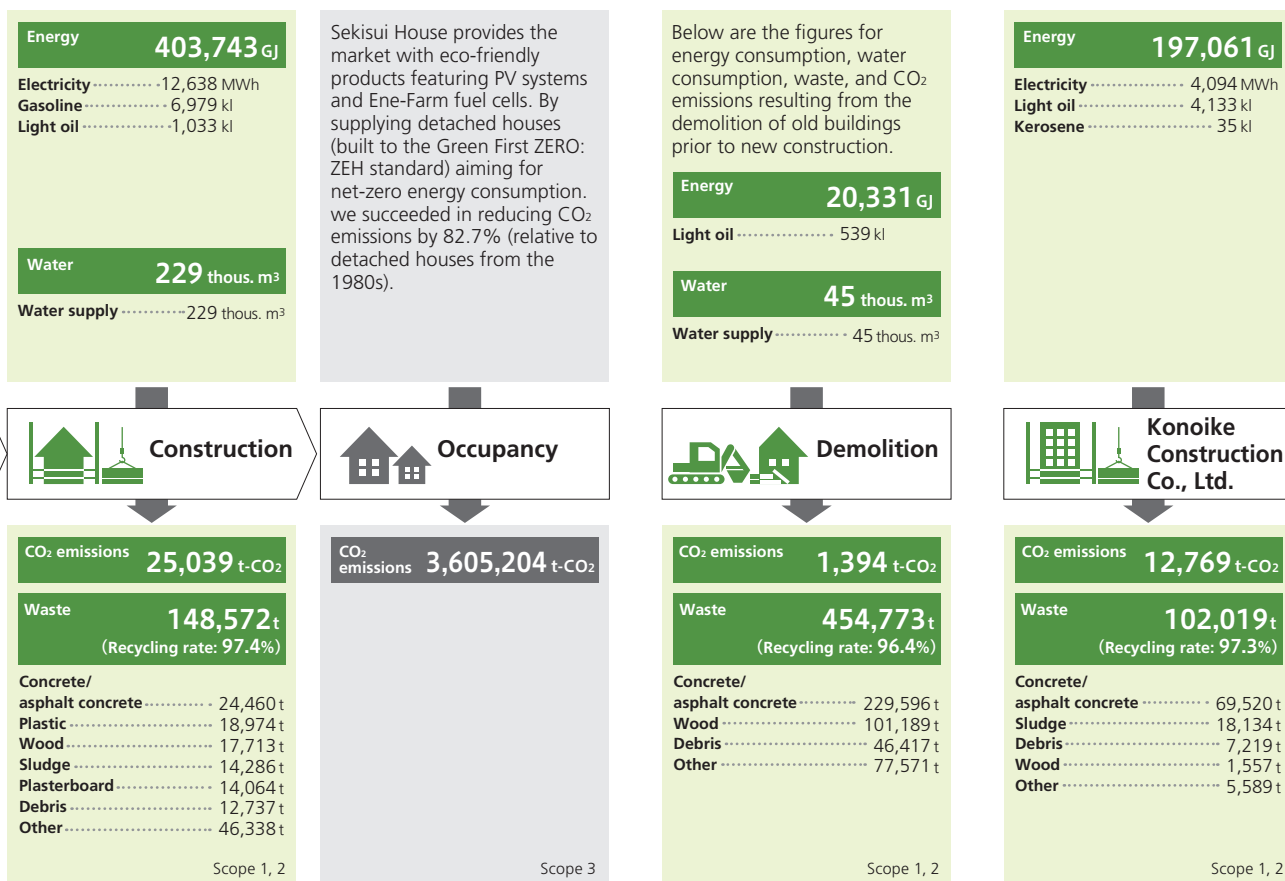 Energy
403,743 GJ
Electricity 12,638 MWh
Gasoline 6,979 kl
Light oil 1,033 kl
Water
229 thous. m3
Water supply 229 thous. m3
Construction
CO2 emissions 25,039 t-CO2
Waste
148,572 t
(Recycling rate: 97.4%)
Concrete/
asphalt concrete 24,460 t
Plastic 18,974 t
Wood 17,713 t
Sludge 14,286 t
Plasterboard 14,064 t
Debris 12,737 t
Other 46,338 t
Scope 1, 2
Sekisui House provides the
market with eco-friendly
products featuring PV systems
and Ene-Farm fuel cells. By
supplying detached houses
(built to the Green First ZERO:
ZEH standard) aiming for
net-zero energy consumption.
we succeeded in reducing CO2
emissions by 82.7% (relative to
detached houses from the
1980s).
Occupancy
CO2
emissions 3,605,204 t-CO2
Scope 3
Below are the figures for
energy consumption, water
consumption, waste, and CO2
emissions resulting from the
demolition of old buildings
prior to new construction.
Energy
20,331 GJ
Light oil 539 kl
Water
45 thous. m3
Water supply 45 thous. m3
Demolition
CO2 emissions 1,394 t-CO2
Waste
454,773 t
(Recycling rate: 96.4%)
Concrete/
asphalt concrete 229,596 t
Wood 101,189 t
Debris 46,417 t
Other 77,571 t
Scope 1, 2
Energy
197,061 GJ
Electricity 4,094 MWh
Light oil 4,133 kl
Kerosene 35 kl
Konoike
Construction
Co., Ltd.
CO2 emissions 12,769 t-CO2
Waste
102,019 t
(Recycling rate: 97.3%)
Concrete/
asphalt concrete 69,520 t
Sludge 18,134 t
Debris 7,219 t
Wood 1,557 t
Other 5,589 t
Scope 1, 2